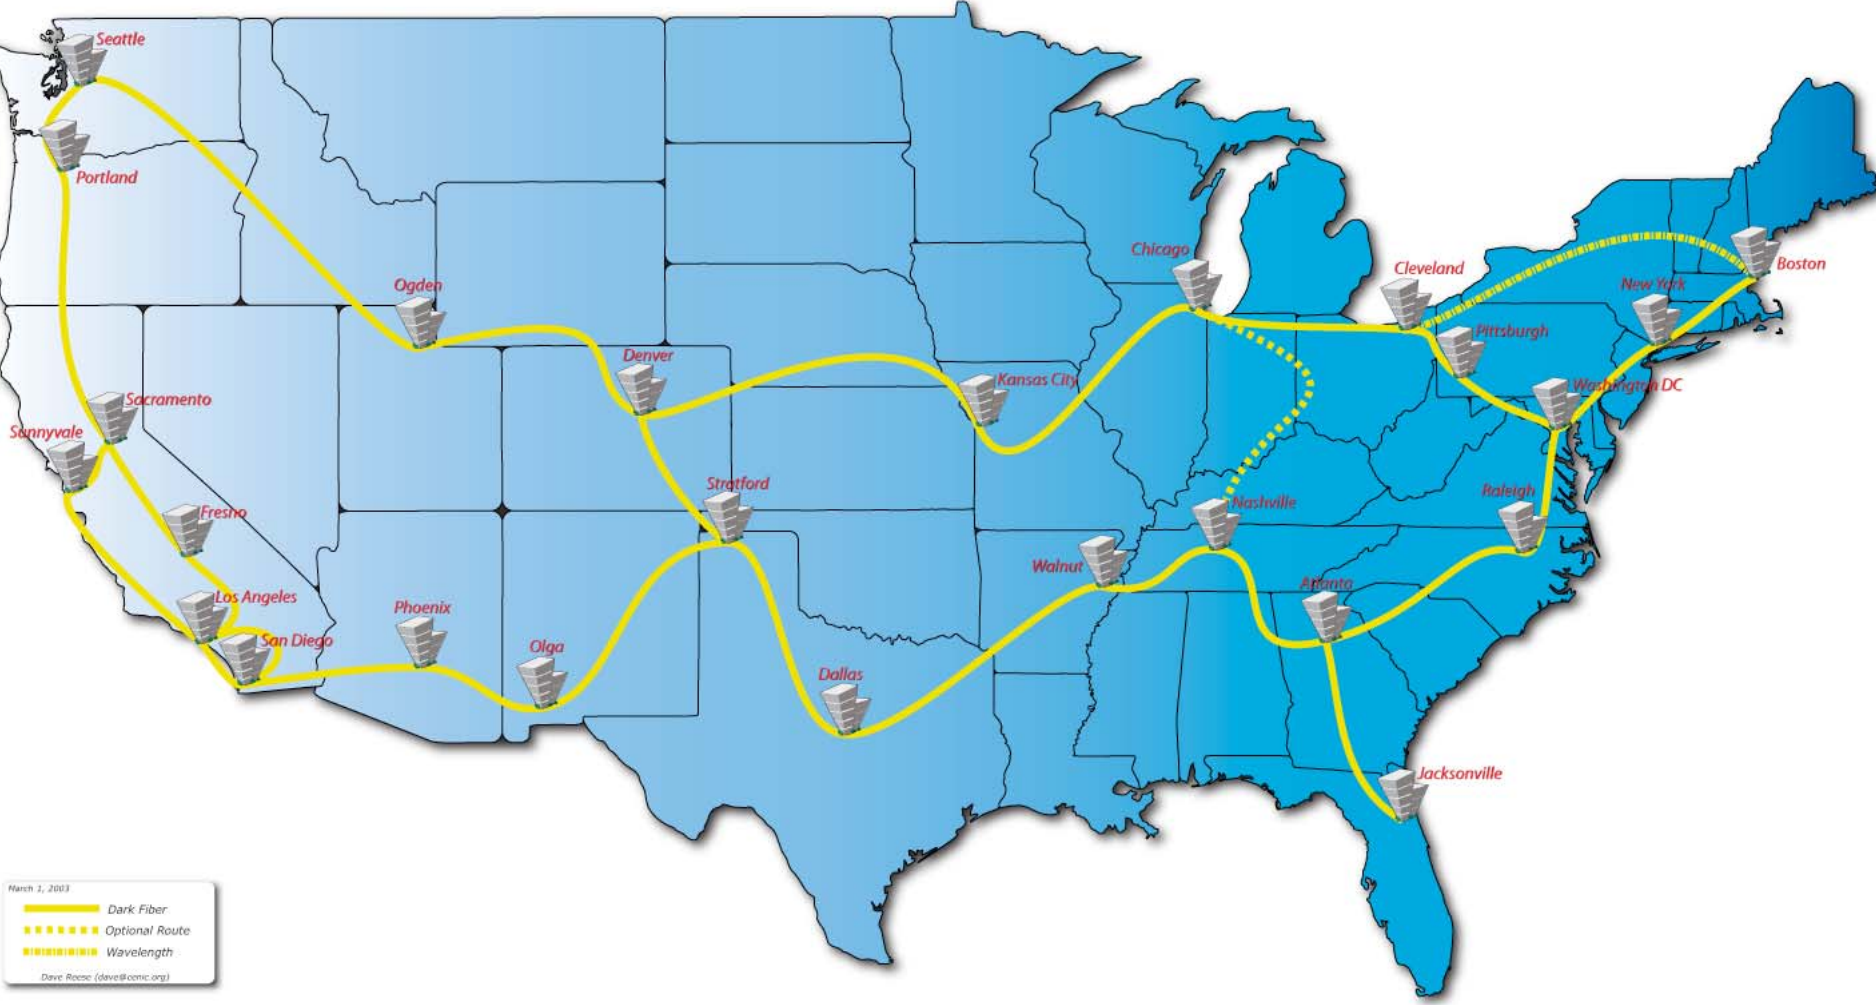 Seattle
Portland
Ogden
Chicago
Cleveland
Boston
New York
Pittsburgh
Denver
Kansas City
Washington DC
Sacramento
Sunnyvale
Stratford
Fresno
Nashville
Raleigh
Walnut
Los Angeles
Phoenix
Atlanta
San Diego
Olga
Dallas
Jacksonville
March 1, 2003
Dark Fiber
Optional Route
Wavelength
Dave Reese (dave@cenic.org)